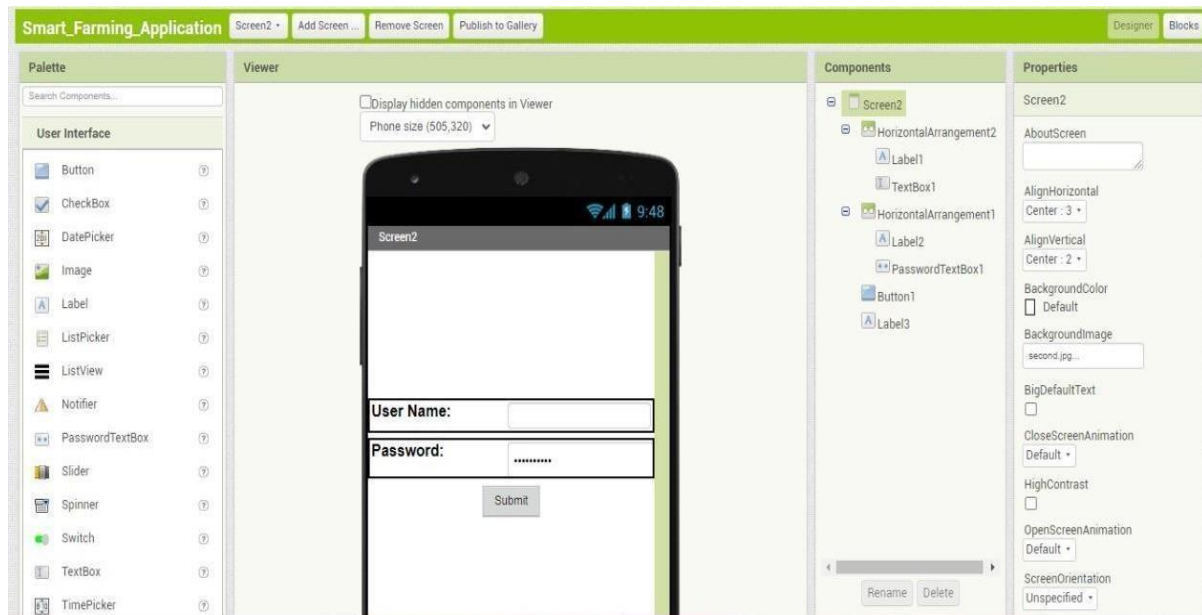 Smart_Farming_Application
Screen2
Add Screen ...
Remove Screen
Publish to Gallery
Designer
Blocks
Palette
Search Components...
User Interface
Button
CheckBox
DatePicker
Image
Label
ListPicker
ListView
Notifier
PasswordTextBox
Slider
Spinner
Switch
TextBox
TimePicker
Viewer
Display hidden components in Viewer
Phone size (505,320)
9:48
Screen2
User Name:
Password:
Submit
Components
Screen2
HorizontalArrangement2
Label1
TextBox1
HorizontalArrangement1
Label2
PasswordTextBox1
Button1
Label3
Rename
Delete
Properties
Screen2
AboutScreen
AlignHorizontal
Center : 3
AlignVertical
Center : 2
BackgroundColor
Default
BackgroundImage
second.jpg...
BigDefaultText
CloseScreenAnimation
Default
HighContrast
OpenScreenAnimation
Default
ScreenOrientation
Unspecified